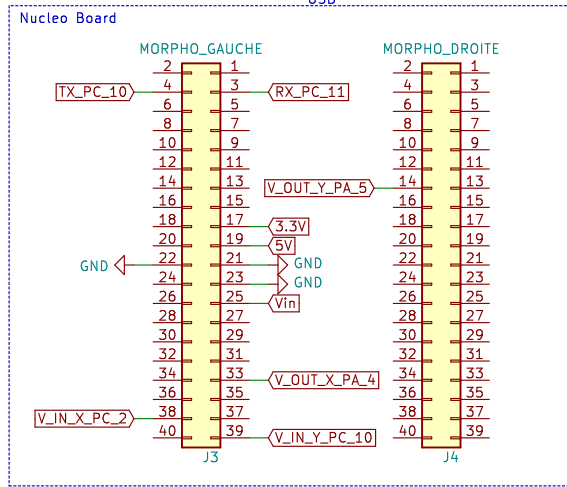 Nucleo Board
MORPHO_GAUCHE MORPHO_DROITE
2 1 2 1
TX_PC_10 4 3 RX_PC_11 4 3
6 5 6 5
8 7 8 7
10 9 10 9
12 11 12 11
14 13 V_OUT_Y_PA_5 14 13
16 15 16 15
18 17 3.3V 18 17
20 19 5V 20 19
GND 22 21 GND 22 21
24 23 GND 24 23
26 25 Vin 26 25
28 27 28 27
30 29 30 29
32 31 32 31
34 33 V_OUT_X_PA_4 34 33
36 35 36 35
V_IN_X_PC_2 38 37 38 37
40 39 V_IN_Y_PC_10 40 39
J3 J4